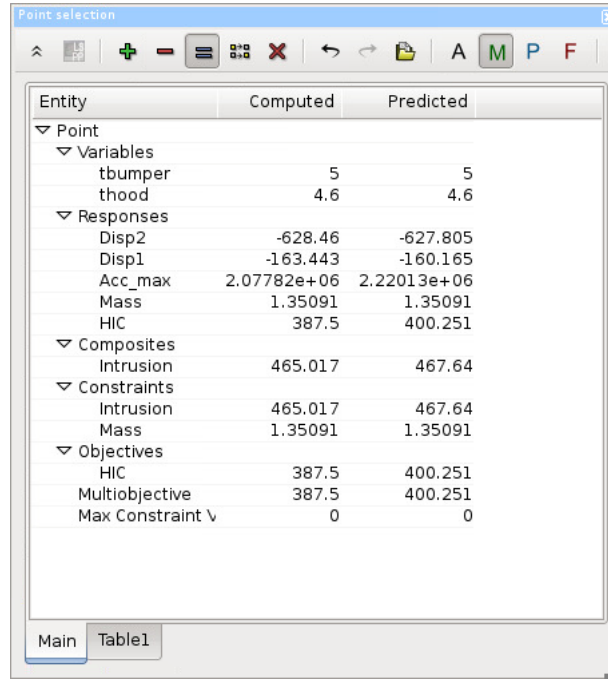 Point selection
A M P F
Entity Computed Predicted
Point
Variables
tbumper 5 5
thood 4.6 4.6
Responses
Disp2 -628.46 -627.805
Disp1 -163.443 -160.165
Acc_max 2.07782e+06 2.22013e+06
Mass 1.35091 1.35091
HIC 387.5 400.251
Composites
Intrusion 465.017 467.64
Constraints
Intrusion 465.017 467.64
Mass 1.35091 1.35091
Objectives
HIC 387.5 400.251
Multiobjective 387.5 400.251
Max Constraint 0 0
Main Table1